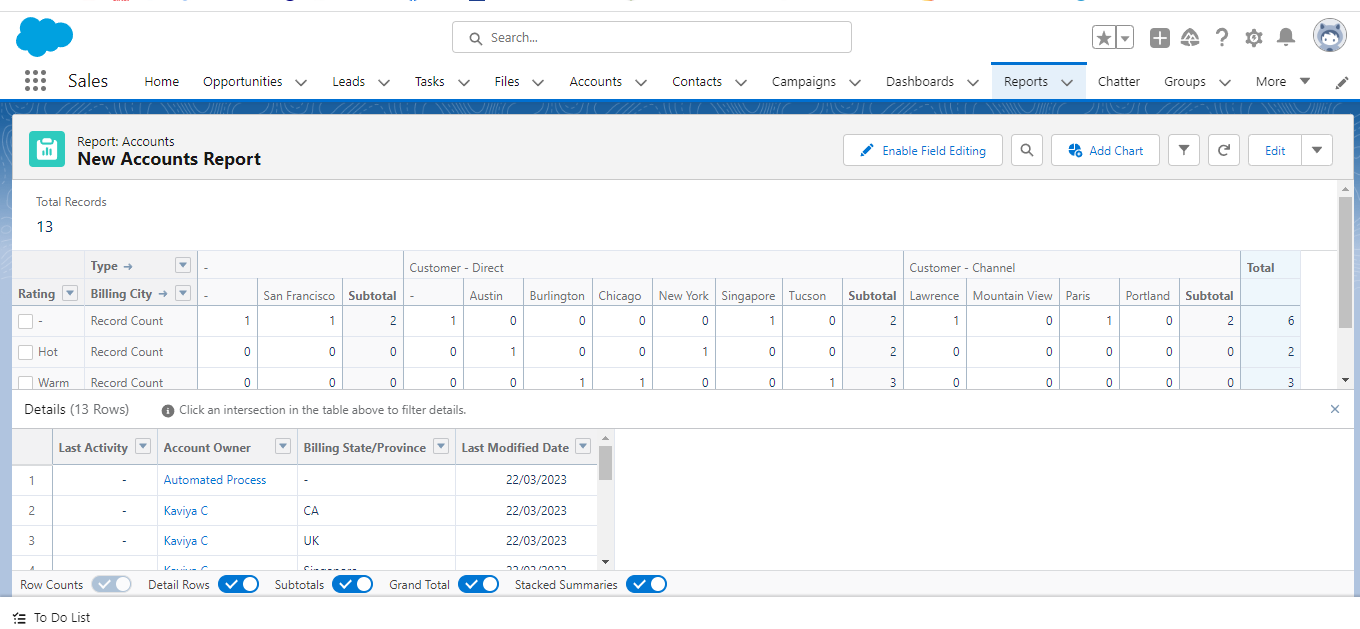 Search...
Sales Home Opportunities Leads Tasks Files Accounts Contacts Campaigns Dashboards Reports Chatter Groups More
Report: Accounts
New Accounts Report
Enable Field Editing Add Chart Edit
Total Records
13
Type → - Customer - Direct Customer - Channel Total
Rating Billing City → - San Francisco Subtotal - Austin Burlington Chicago New York Singapore Tucson Subtotal Lawrence Mountain View Paris Portland Subtotal
- Record Count 1 1 2 1 0 0 0 0 1 0 2 1 0 1 0 2 6
Hot Record Count 0 0 0 0 1 0 0 1 0 0 2 0 0 0 0 0 2
Warm Record Count 0 0 0 0 0 1 1 0 0 1 3 0 0 0 0 0 3
Details (13 Rows) Click an intersection in the table above to filter details.
Last Activity Account Owner Billing State/Province Last Modified Date
1 - Automated Process - 22/03/2023
2 - Kaviya C CA 22/03/2023
3 - Kaviya C UK 22/03/2023
4 - Kaviya C Singapore 22/03/2023
Row Counts Detail Rows Subtotals Grand Total Stacked Summaries
To Do List